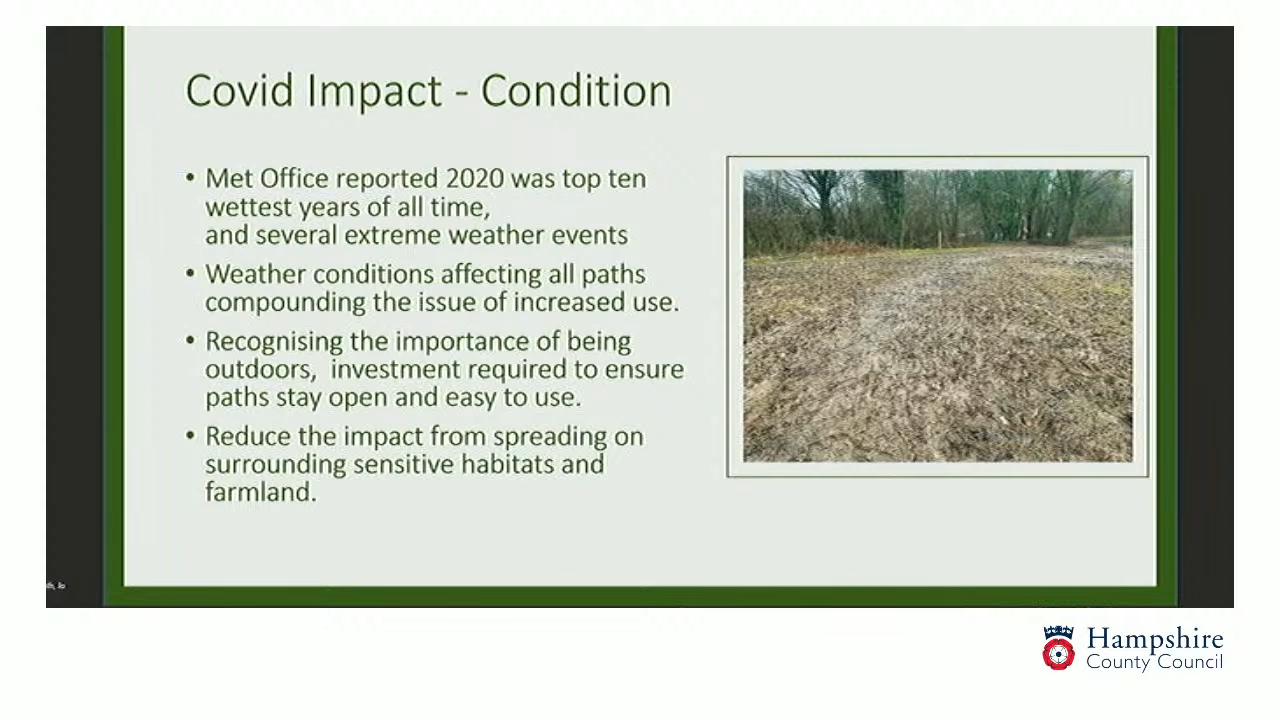 Covid Impact - Condition
• Met Office reported 2020 was top ten
wettest years of all time,
and several extreme weather events
• Weather conditions affecting all paths
compounding the issue of increased use.
• Recognising the importance of being
outdoors,  investment required to ensure
paths stay open and easy to use.
• Reduce the impact from spreading on
surrounding sensitive habitats and
farmland.
Hampshire
County Council